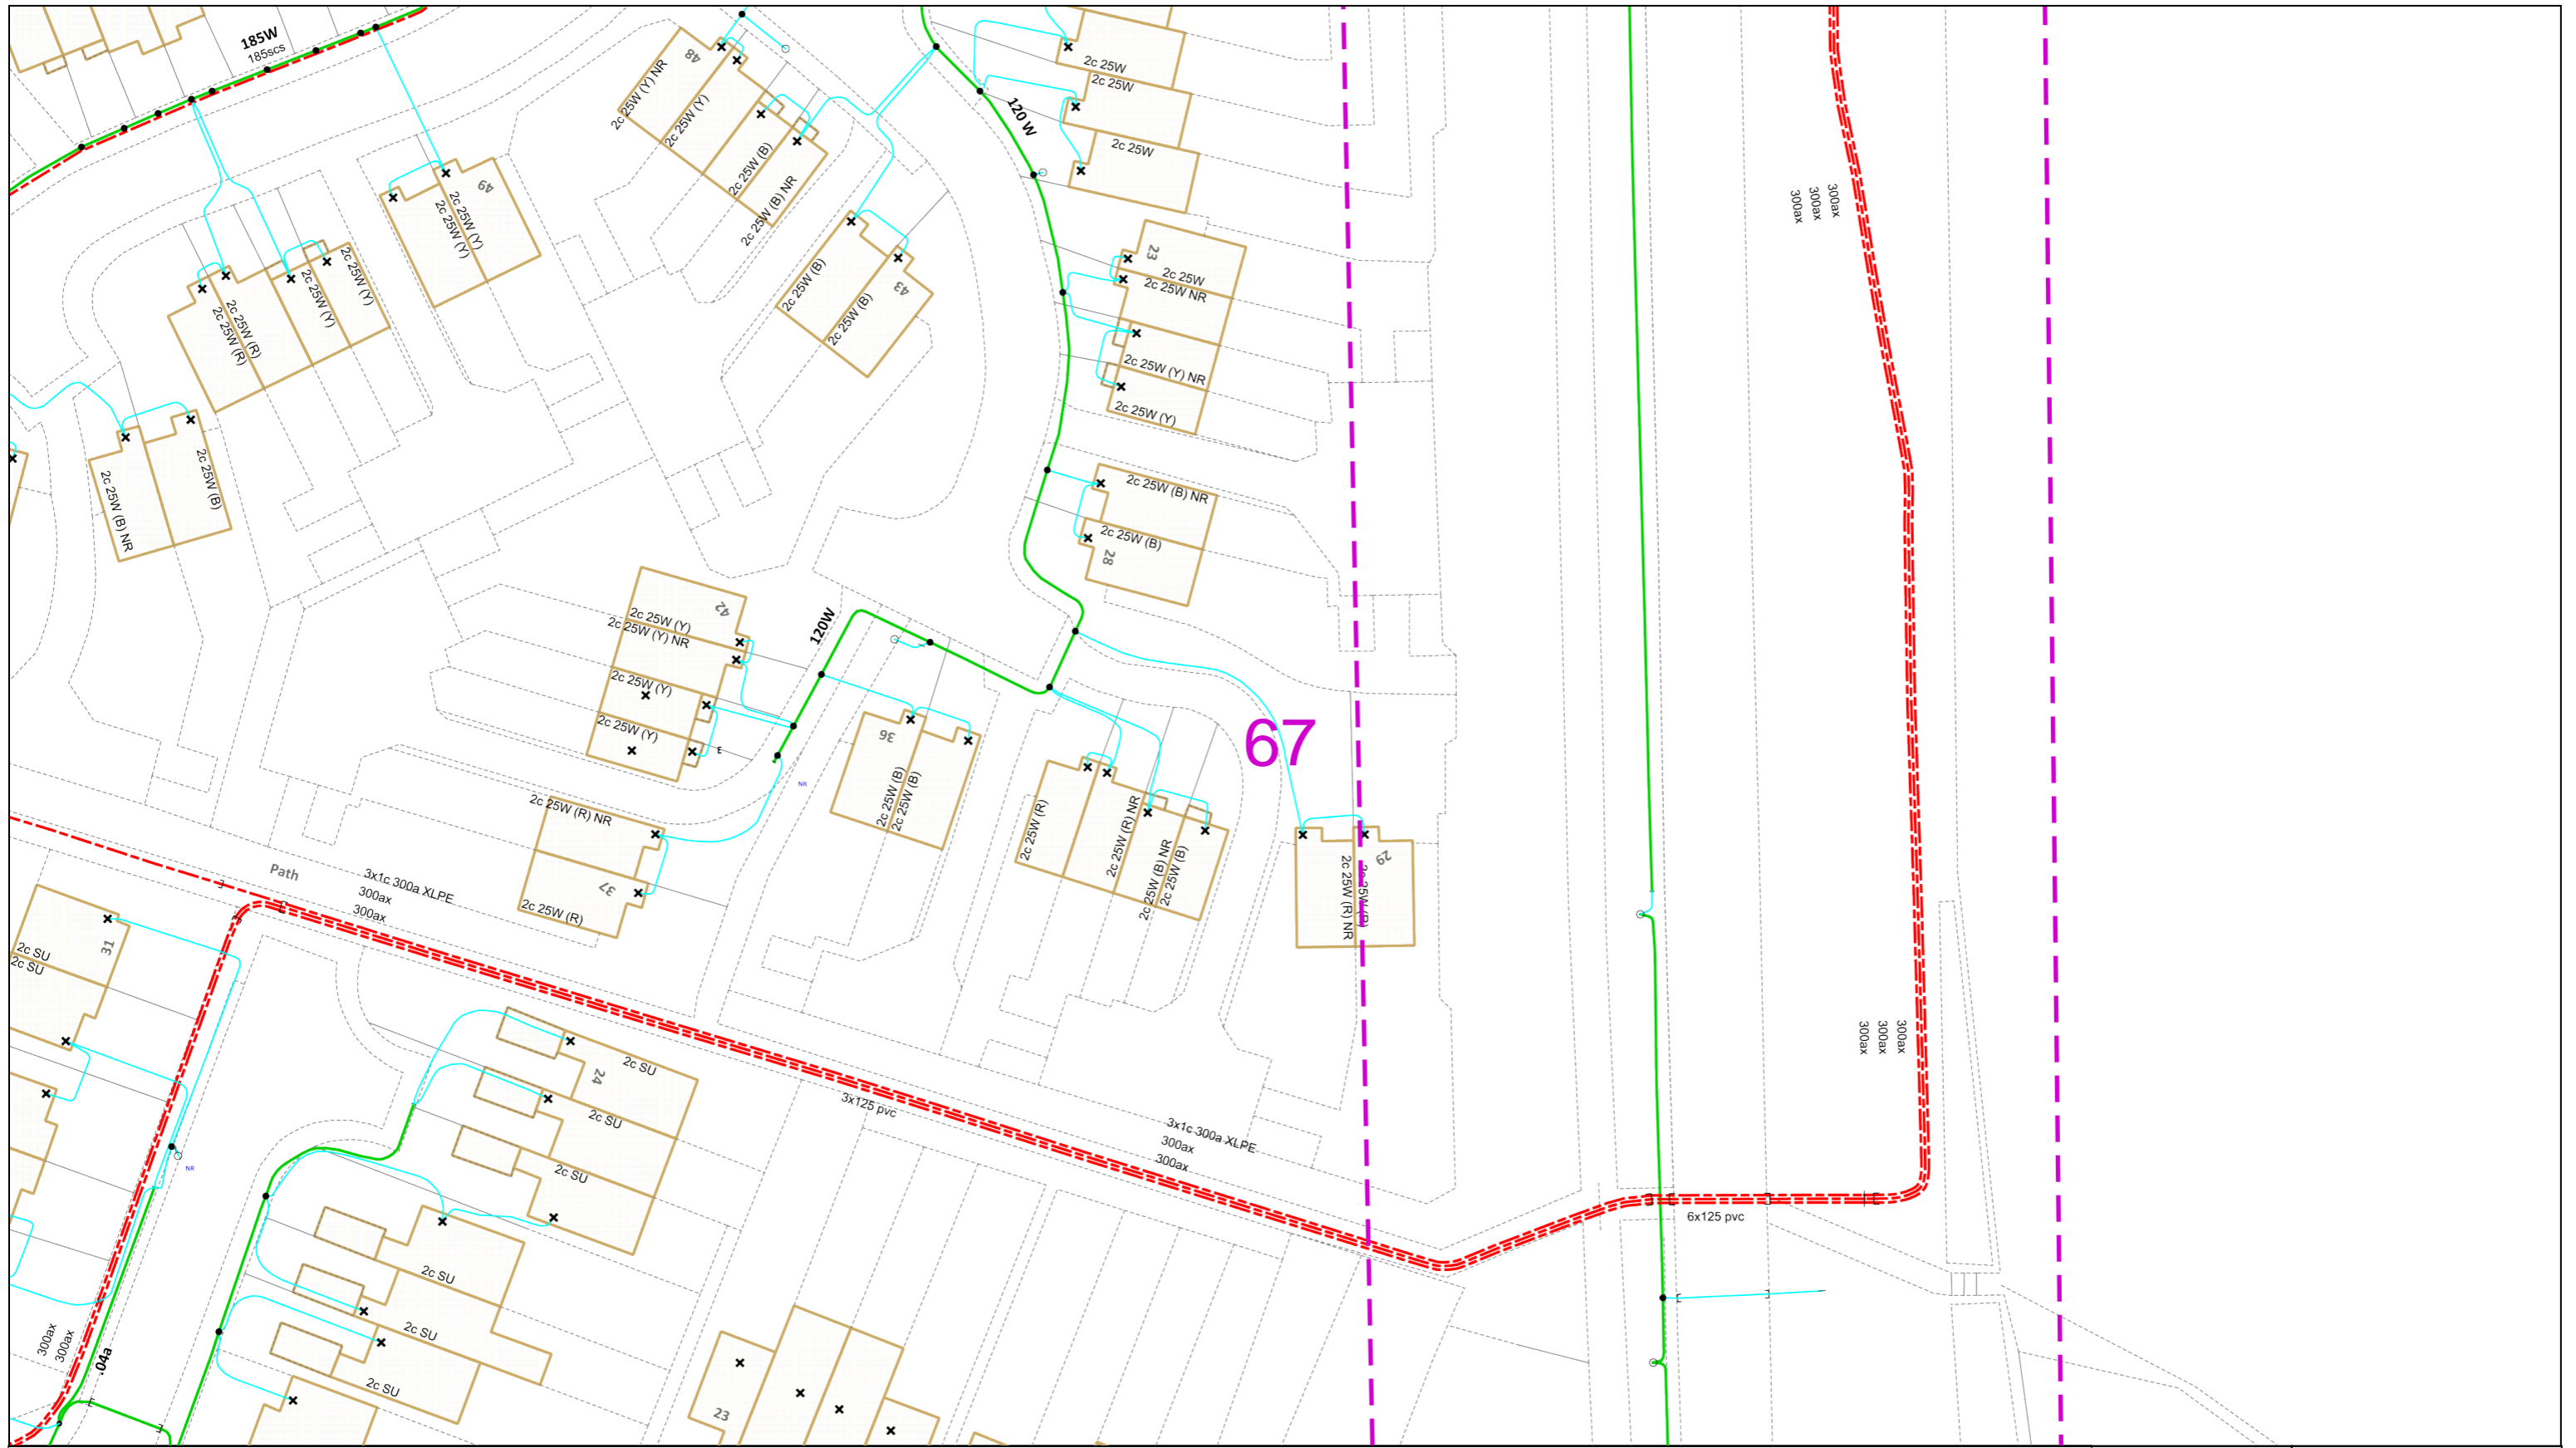 185W
185scs
48
2c 25W (Y) NR
2c 25W (Y)
2c 25W (B)
2c 25W (B) NR
120 W
2c 25W
2c 25W
2c 25W
49
2c 25W (Y)
2c 25W (Y)
300ax
300ax
300ax
2c 25W (Y)
2c 25W (Y)
2c 25W (R)
2c 25W (R)
2c 25W (B)
2c 25W (B)
43
23
2c 25W
2c 25W NR
2c 25W (Y) NR
2c 25W (Y)
2c 25W (B) NR
2c 25W (B)
2c 25W (B) NR
2c 25W (B)
28
42
2c 25W (Y)
2c 25W (Y) NR
2c 25W (Y)
2c 25W (Y)
120W
E
NR
36
2c 25W (B)
2c 25W (B)
67
2c 25W (R)
2c 25W (R) NR
2c 25W (B) NR
2c 25W (B)
29
2c 25W (R) NR
2c 25W (R)
2c 25W (R) NR
37
2c 25W (R)
Path
3x1c 300a XLPE
300ax
300ax
31
2c SU
2c SU
2c SU
24
2c SU
2c SU
3x125 pvc
3x1c 300a XLPE
300ax
300ax
300ax
300ax
300ax
6x125 pvc
NR
2c SU
2c SU
2c SU
300ax
300ax
.04a
23